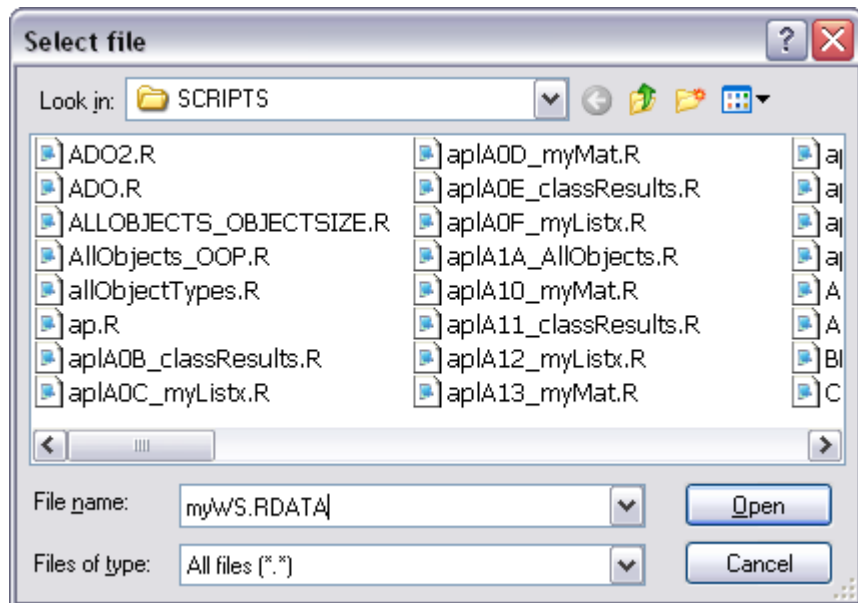 Select file
Look in: SCRIPTS
ADO2.R
ADO.R
ALLOBJECTS_OBJECTSIZE.R
AllObjects_OOP.R
allObjectTypes.R
ap.R
aplA0B_classResults.R
aplA0C_myListx.R
aplA0D_myMat.R
aplA0E_classResults.R
aplA0F_myListx.R
aplA1A_AllObjects.R
aplA10_myMat.R
aplA11_classResults.R
aplA12_myListx.R
aplA13_myMat.R
File name: myWS.RDATA Open
Files of type: All files (*.*) Cancel